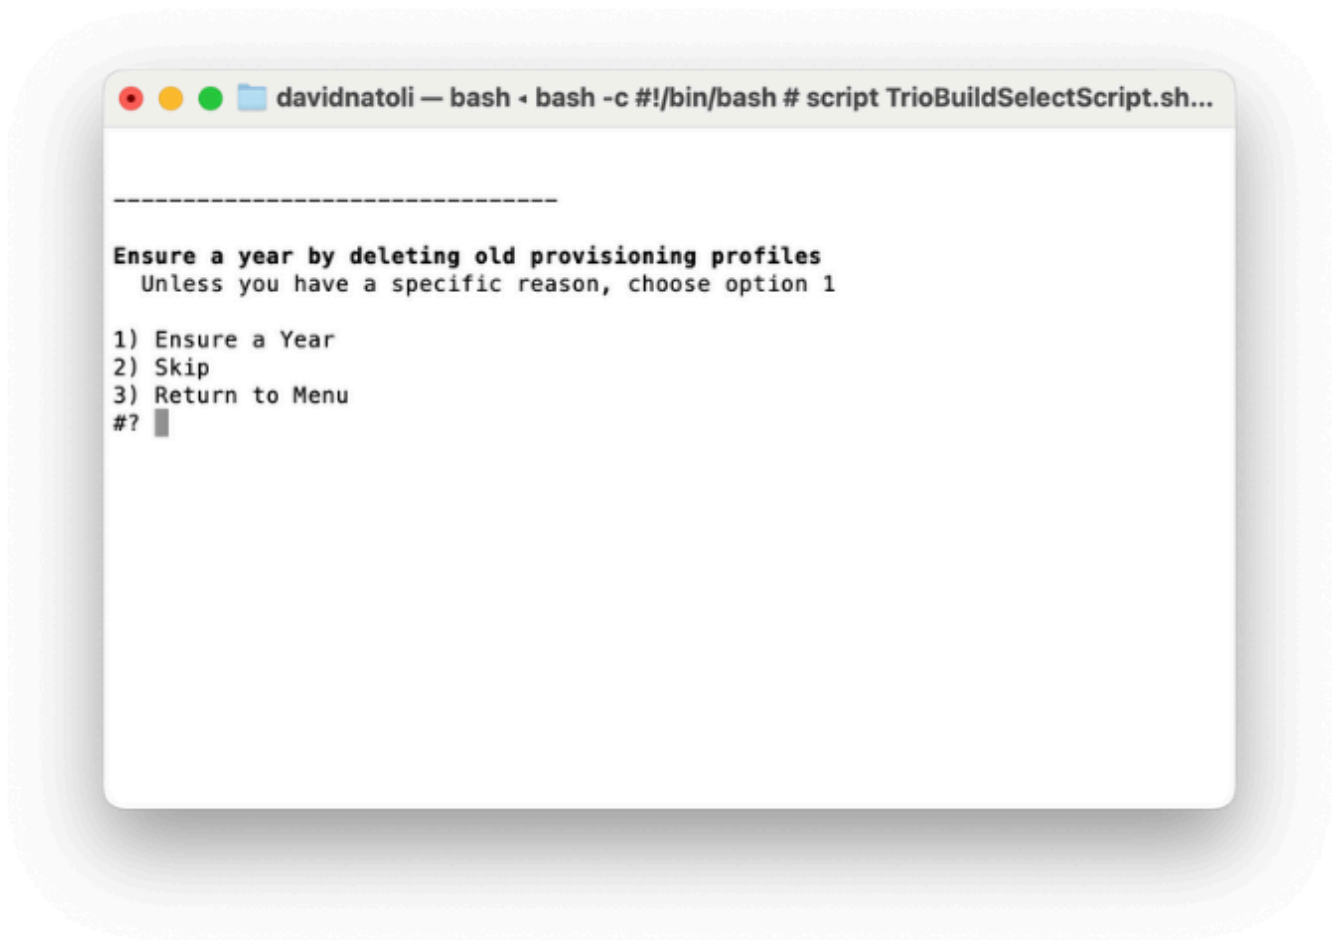 davidnatoli — bash ◂ bash -c #!/bin/bash # script TrioBuildSelectScript.sh...
--------------------------------
Ensure a year by deleting old provisioning profiles
Unless you have a specific reason, choose option 1
1) Ensure a Year
2) Skip
3) Return to Menu
#?